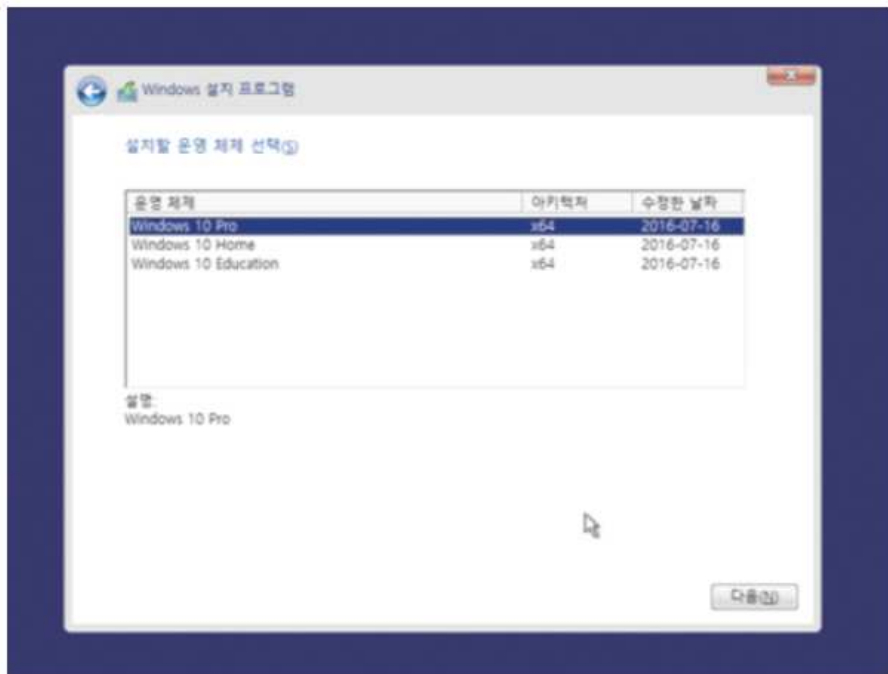 Windows 설치 프로그램
설치할 운영 체제 선택(S)
운영 체제 아키텍처 수정한 날짜
Windows 10 Pro x64 2016-07-16
Windows 10 Home x64 2016-07-16
Windows 10 Education x64 2016-07-16
설명:
Windows 10 Pro
다음(N)